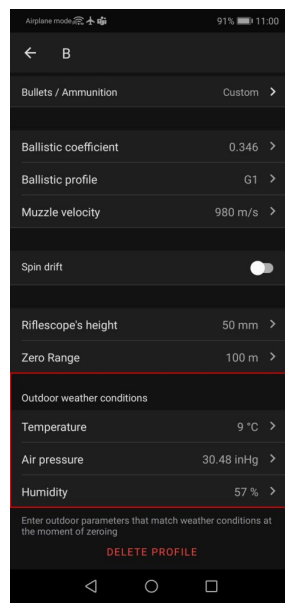 Airplane mode 91% 11:00
B
Bullets / Ammunition Custom
Ballistic coefficient 0.346
Ballistic profile G1
Muzzle velocity 980 m/s
Spin drift
Riflescope's height 50 mm
Zero Range 100 m
Outdoor weather conditions
Temperature 9 °C
Air pressure 30.48 inHg
Humidity 57 %
Enter outdoor parameters that match weather conditions at
the moment of zeroing
DELETE PROFILE